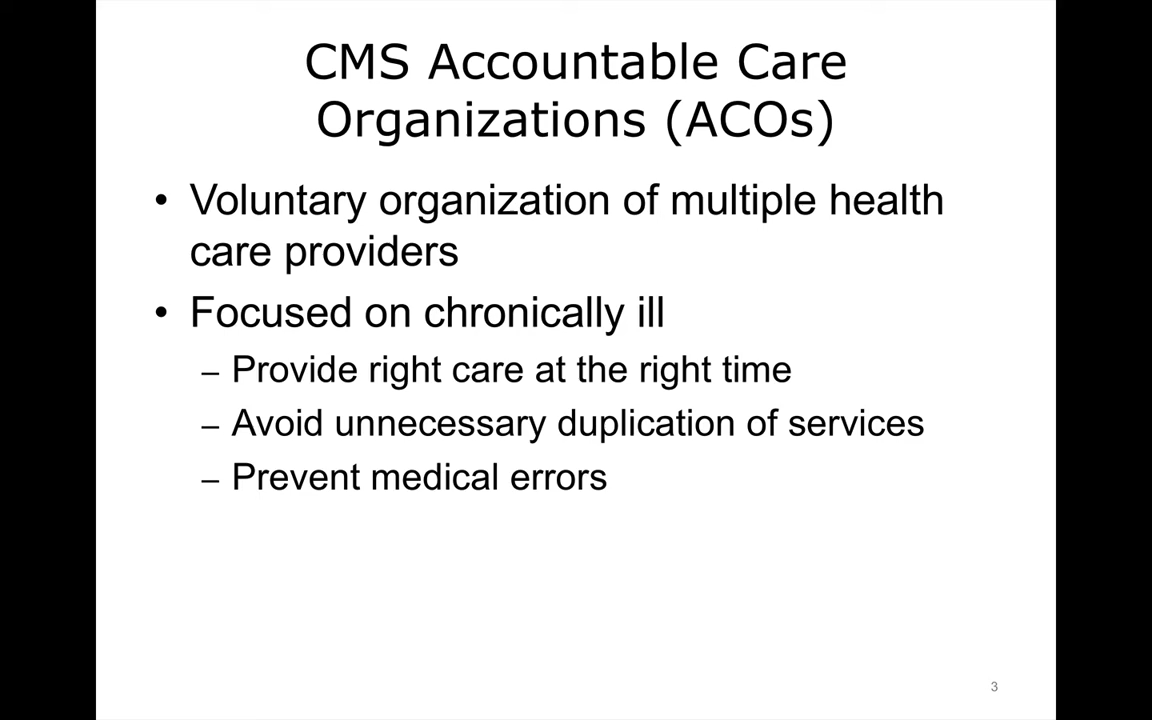 CMS Accountable Care
Organizations (ACOs)
• Voluntary organization of multiple health
care providers
• Focused on chronically ill
– Provide right care at the right time
– Avoid unnecessary duplication of services
– Prevent medical errors
3